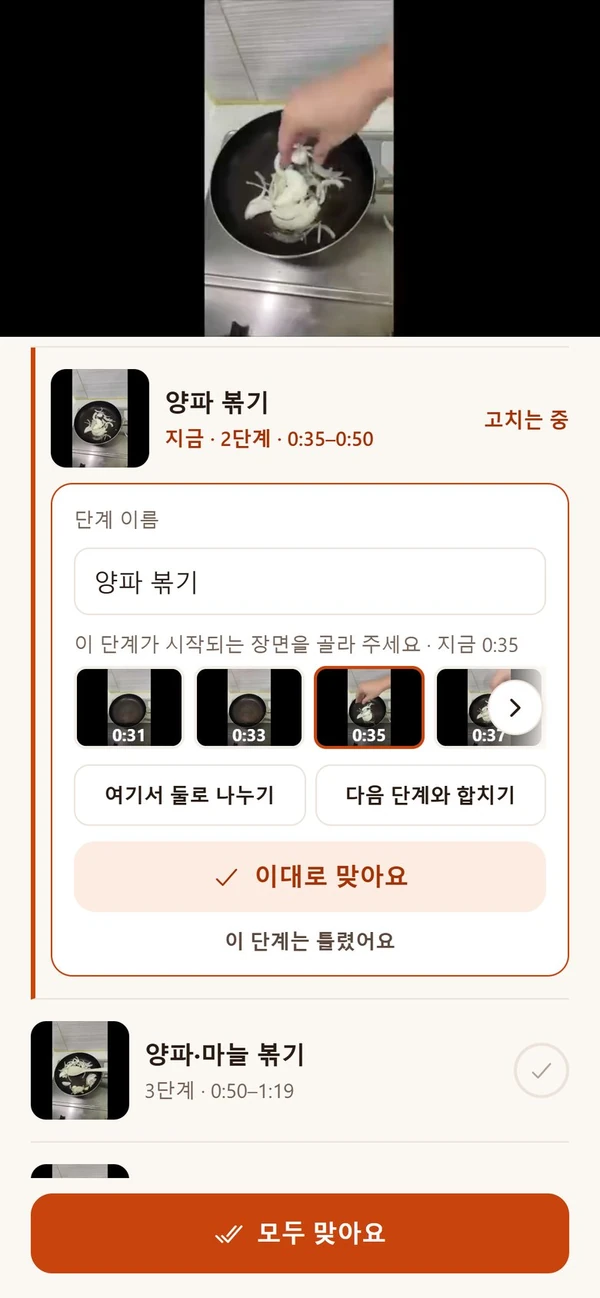 양파 볶기
지금 · 2단계 · 0:35–0:50
고치는 중
단계 이름
양파 볶기
이 단계가 시작되는 장면을 골라 주세요 · 지금 0:35
0:31
0:33
0:35
0:37
여기서 둘로 나누기
다음 단계와 합치기
이대로 맞아요
이 단계는 틀렸어요
양파·마늘 볶기
3단계 · 0:50–1:19
모두 맞아요